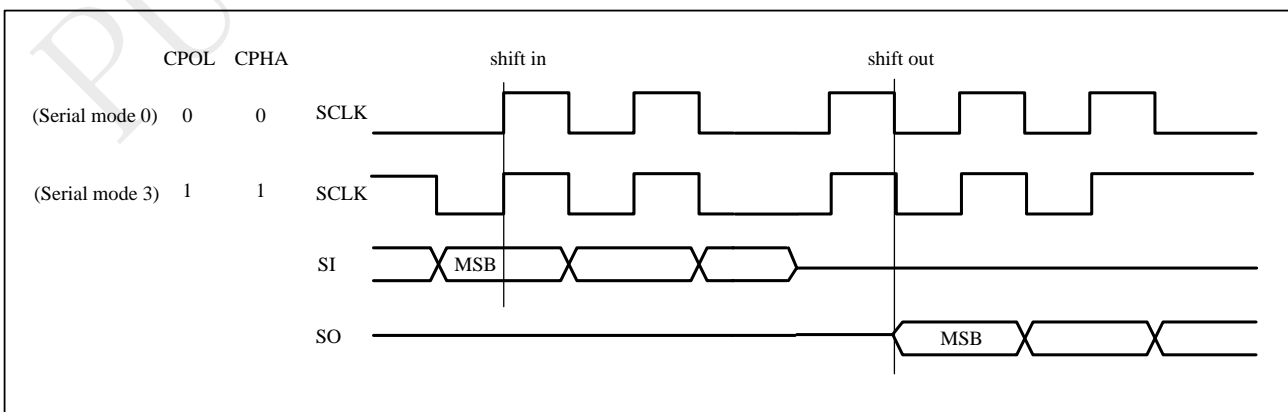 PU
CPOL CPHA shift in shift out
(Serial mode 0) 0 0 SCLK
(Serial mode 3) 1 1 SCLK
SI MSB
SO MSB